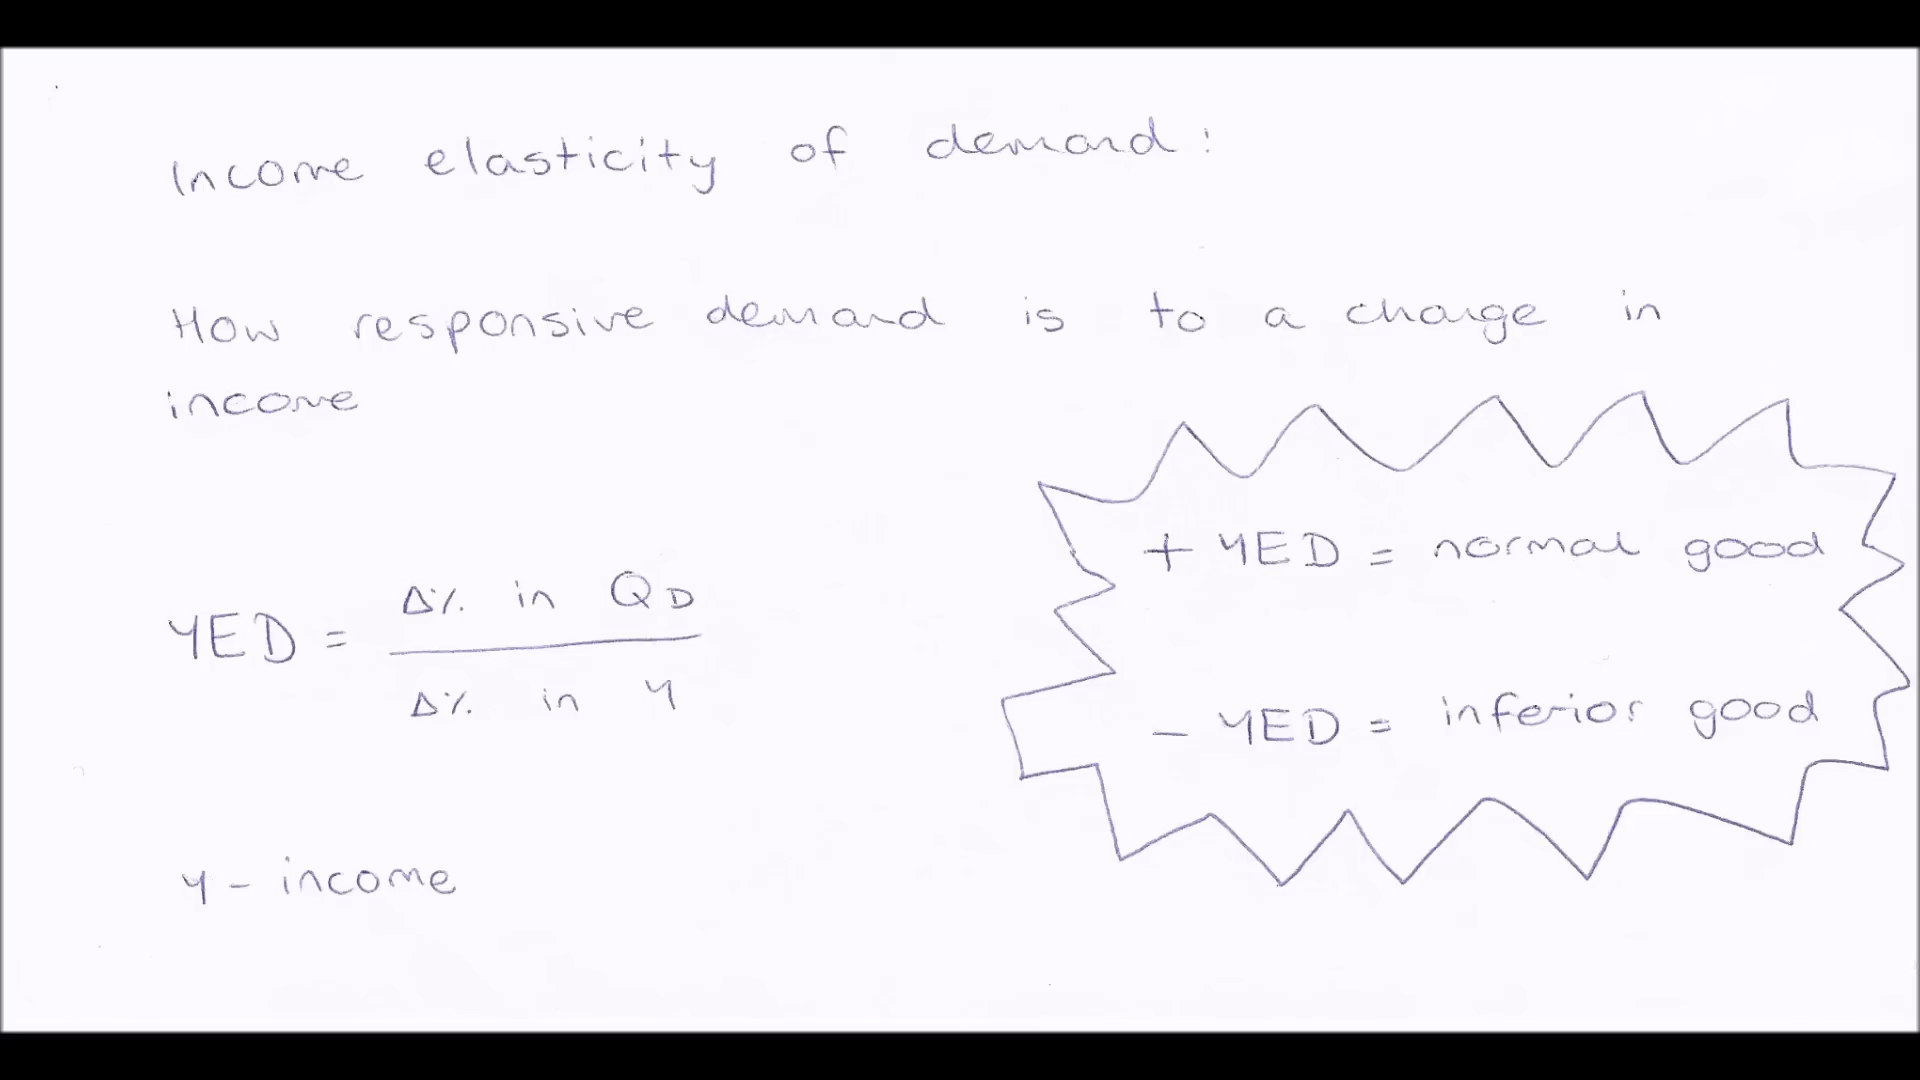 Income elasticity of demand:
How responsive demand is to a change in
income
YED = Δ% in QD
Δ% in Y
+ YED = normal good
- YED = inferior good
Y - income